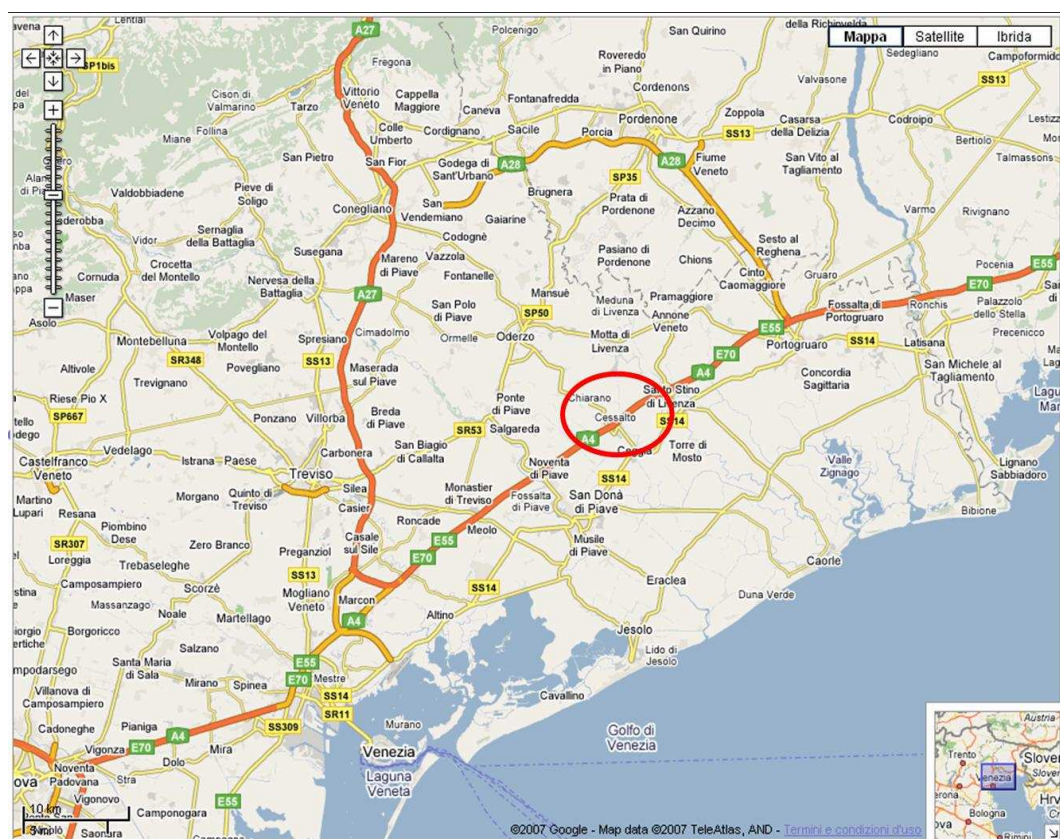 Mappa Satellite Ibrida
avena
Lential
A27
Polcenigo
San Quirino
della Richinvelda
Sedegliano
Campoformido
SP1bis
Fregona
Roveredo
in Piano
Valvasone
SS13
Cison di
Valmarino
Tarzo
Vittorio
Veneto
Cappella
Maggiore
Caneva
Fontanafredda
Cordenons
Zoppola
Casarsa
della Delizia
Codroipo
Lestizz
Follina
Miane
Colle
Umberto
Cordignano
Sacile
Porcia
Pordenone
SS13
Bertiolo
Talmassons
San Pietro
San Fior
Godega di
Sant'Urbano
A28
A28
Fiume
Veneto
San Vito al
Tagliamento
SP35
Valdobbiadene
Pieve di
Soligo
Conegliano
San
Vendemiano
Brugnera
Gaiarine
Prata di
Pordenone
Azzano
Decimo
Varmo
Rivignano
derobba
Vidor
Sernaglia
della Battaglia
Susegana
Codognè
Vazzola
Mareno
di Piave
Pasiano di
Pordenone
Chions
Sesto al
Reghena
E55
Pocenia
Cornuda
Crocetta
del Montello
Nervesa della
Battaglia
Fontanelle
Mansuè
Cinto
Caomaggiore
Gruaro
E70
Maser
A27
San Polo
di Piave
Meduna
di Livenza
Pramaggiore
Fossalta di
Portogruaro
Ronchis
Palazzolo
dello Stella
Asolo
Volpago del
Montello
Spresiano
Cimadolmo
Ormelle
SP50
Oderzo
Motta di
Livenza
Annone
Veneto
E55
Precenicco
Montebelluna
SR348
SS13
Portogruaro
SS14
Latisana
Altivole
Povegliano
Maserada
sul Piave
E70
A4
San Michele al
Tagliamento
Trevignano
Riese Pio X
Chiarano
Santo Stino
di Livenza
Concordia
Sagittaria
SP667
Ponzano
Villorba
Breda
di Piave
Ponte
di Piave
Cessalto
SS14
Vedelago
Carbonera
SR53
Salgareda
A4
Ceggia
Torre di
Mosto
Castelfranco
Veneto
Istrana
Paese
Treviso
San Biagio
di Callalta
Noventa
di Piave
SS14
Valle
Zignago
Lignano
Sabbiadoro
Martino
Lupari
Resana
Morgano
Quinto di
Treviso
Silea
Casier
Monastier
di Treviso
Fossalta
di Piave
San Donà
di Piave
Bibione
Piombino
Dese
Roncade
Meolo
Musile
di Piave
SR307
Loreggia
Zero Branco
Preganziol
Casale
sul Sile
E55
E70
Caorle
Trebaseleghe
SS13
Camposampiero
Scorzè
Mogliano
Veneto
Marcon
SS14
Eraclea
Duna Verde
Massanzago
Noale
Martellago
A4
Altino
Borgoricco
Salzano
Jesolo
Lido di
Jesolo
Santa Maria
di Sala
E55
E70
Mirano
Spinea
Mestre
SS14
SR11
Cavallino
Villanova di
Camposampiero
SS309
Murano
Golfo di
Venezia
Cadoneghe
Pianiga
A4
E70
Vigonza
Mira
Dolo
Venezia
Laguna
Veneta
Noventa
Padovana
Stra
Vigonovo
E55
Camponogara
Saonara
10 km
5 mi
Austria
Trento
Venezia
Bologna
Rimini
©2007 Google - Map data ©2007 TeleAtlas, AND - Termini e condizioni d'uso